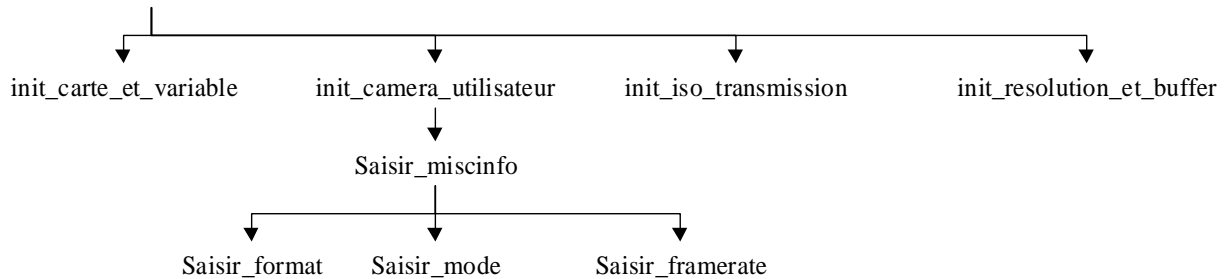 init_carte_et_variable init_camera_utilisateur init_iso_transmission init_resolution_et_buffer
Saisir_miscinfo
Saisir_format Saisir_mode Saisir_framerate